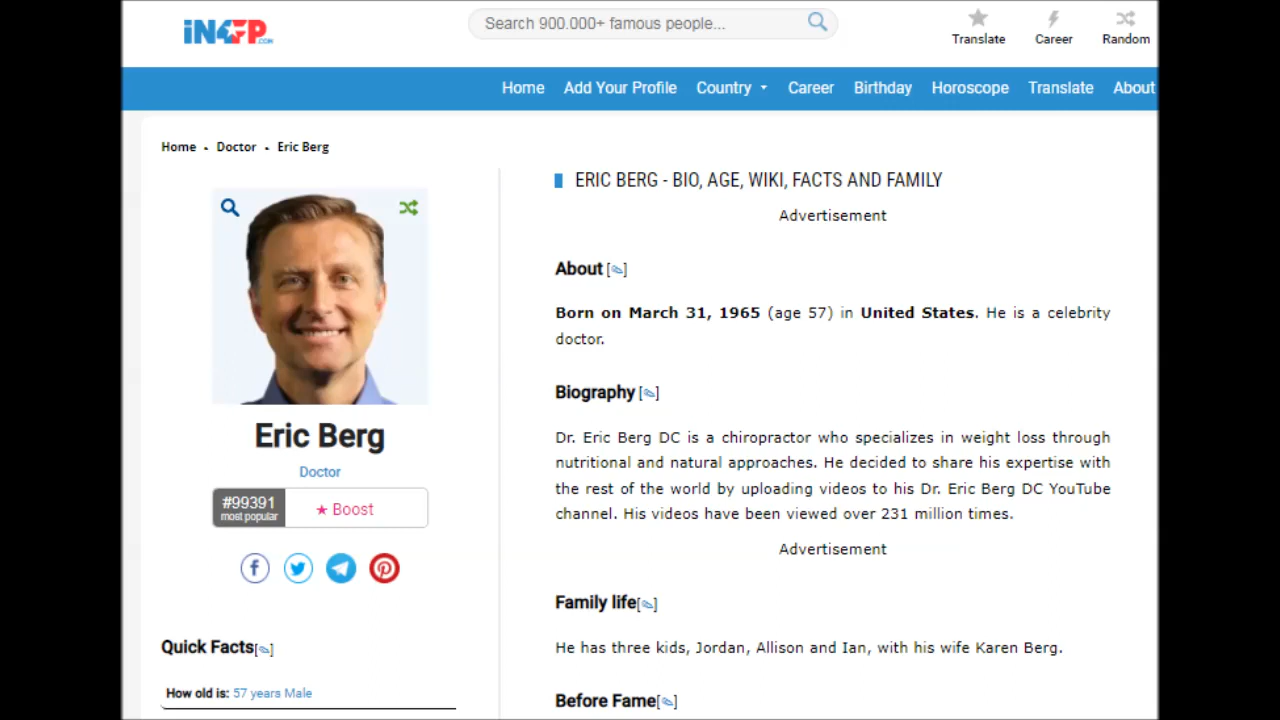 iN4FP.COM
Search 900.000+ famous people...
Translate
Career
Random
Home
Add Your Profile
Country
Career
Birthday
Horoscope
Translate
About
Home • Doctor • Eric Berg
Eric Berg
Doctor
#99391
most popular
★ Boost
Quick Facts[✎]
How old is: 57 years Male
ERIC BERG - BIO, AGE, WIKI, FACTS AND FAMILY
Advertisement
About [✎]
Born on March 31, 1965 (age 57) in United States. He is a celebrity
doctor.
Biography [✎]
Dr. Eric Berg DC is a chiropractor who specializes in weight loss through
nutritional and natural approaches. He decided to share his expertise with
the rest of the world by uploading videos to his Dr. Eric Berg DC YouTube
channel. His videos have been viewed over 231 million times.
Advertisement
Family life[✎]
He has three kids, Jordan, Allison and Ian, with his wife Karen Berg.
Before Fame[✎]